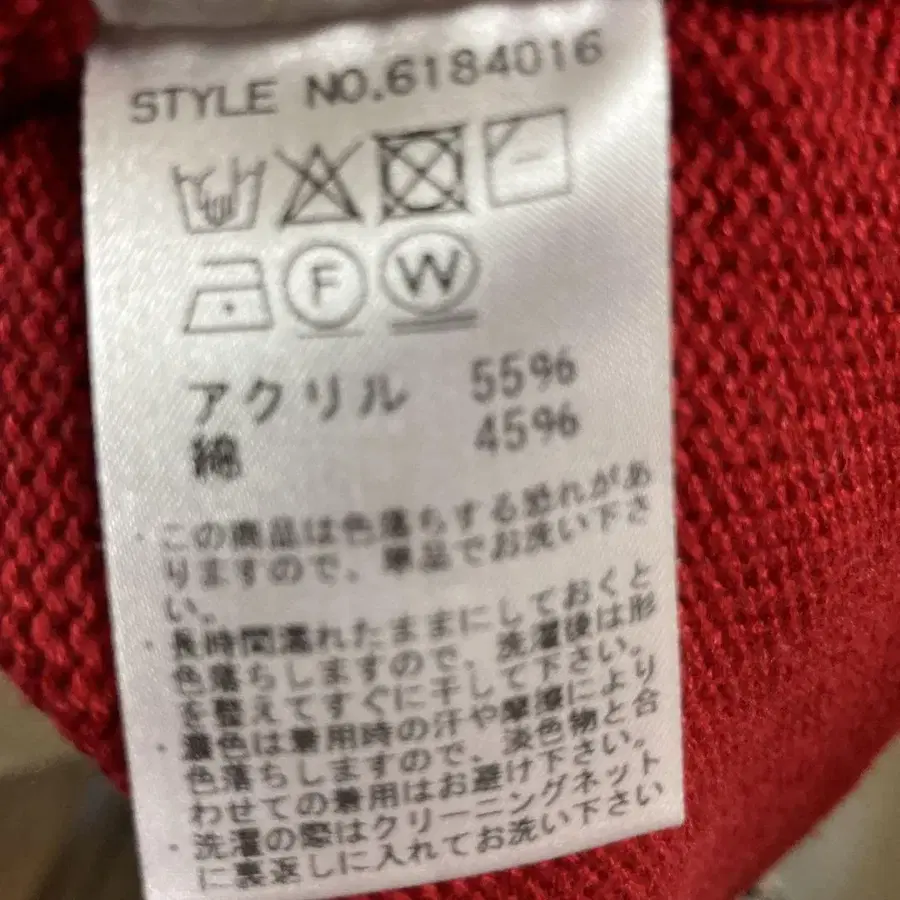 STYLE NO.6184016
F W
アクリル 55%
綿 45%
・この商品は色落ちする恐れがあ
りますので、単品でお洗い下さ
い。
・長時間濡れたままにしておくと
色落ちしますので、洗濯後は形
を整えてすぐに干して下さい。
・濃色は着用時の汗や摩擦により
色落ちしますので、淡色物と合
わせての着用はお避け下さい。
・洗濯の際はクリーニングネット
に裏返しに入れてお洗い下さい